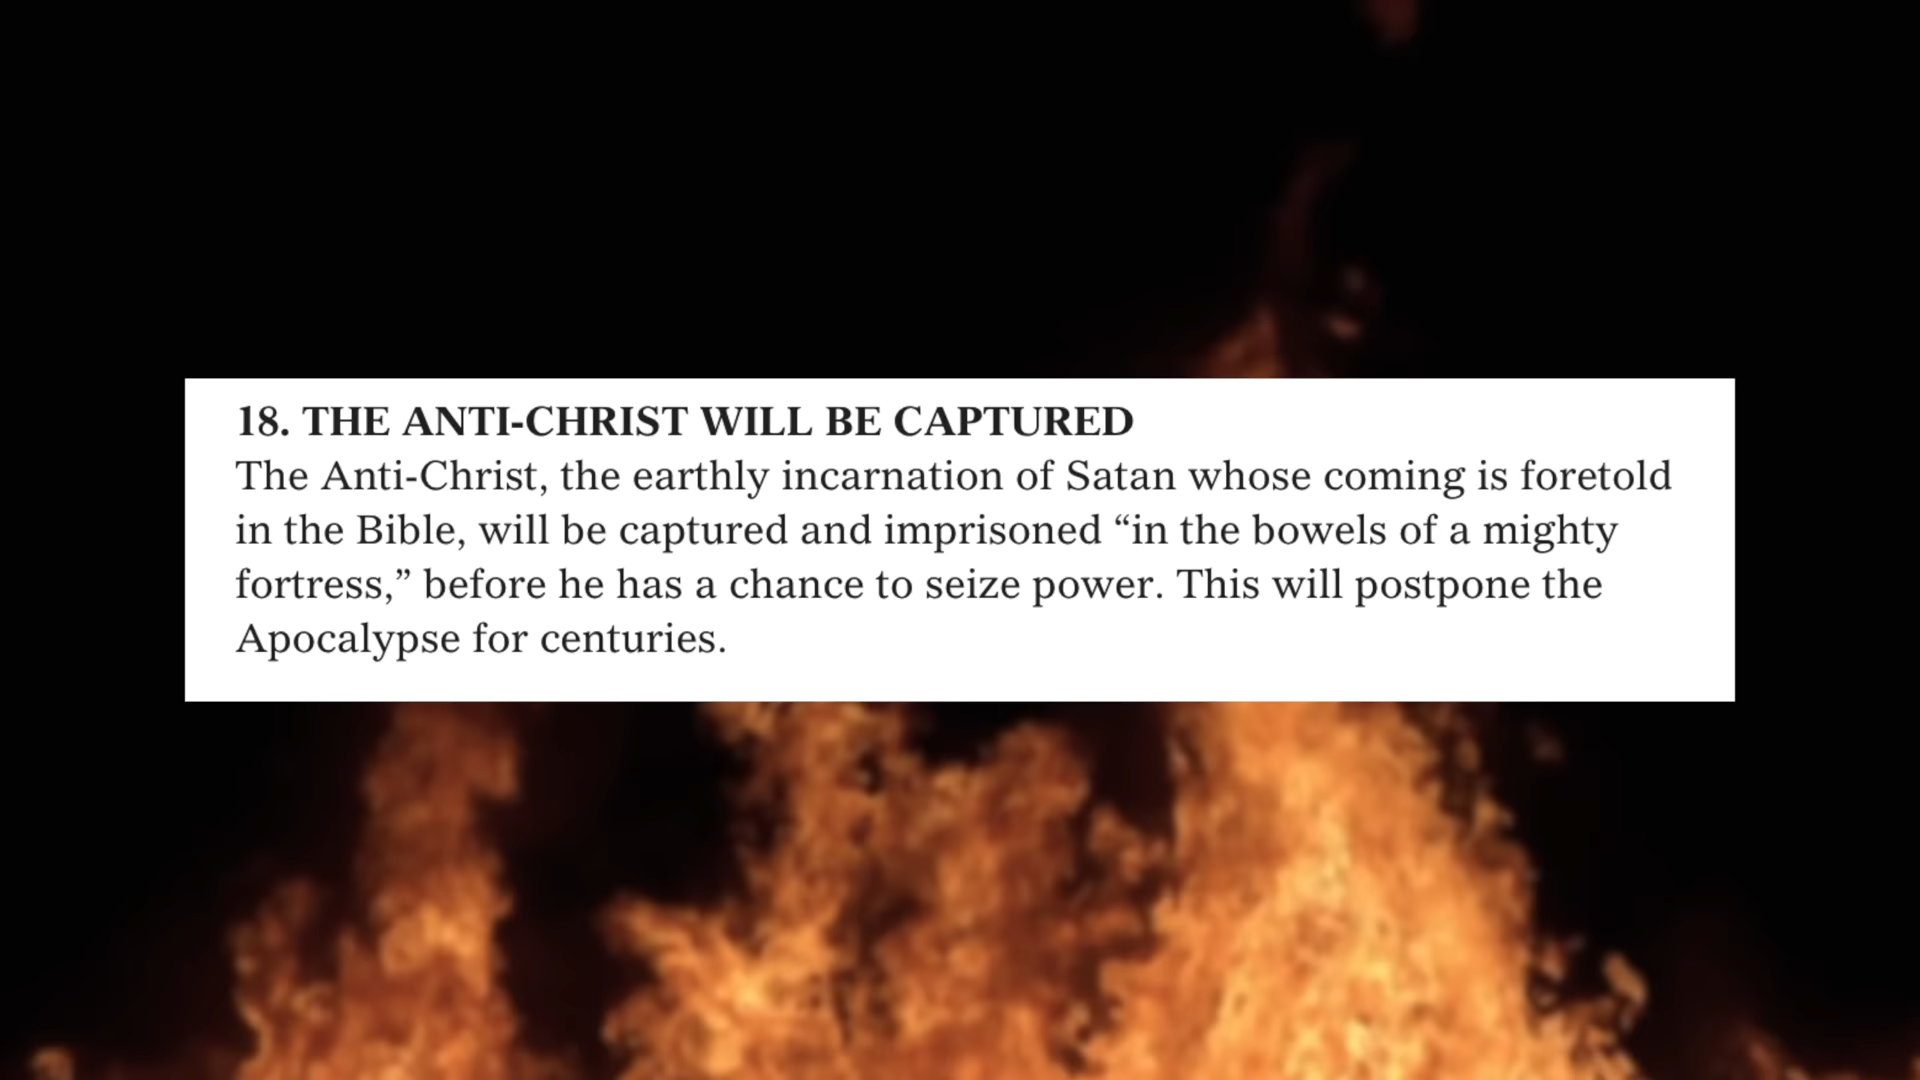 18. THE ANTI-CHRIST WILL BE CAPTURED
The Anti-Christ, the earthly incarnation of Satan whose coming is foretold
in the Bible, will be captured and imprisoned “in the bowels of a mighty
fortress,” before he has a chance to seize power. This will postpone the
Apocalypse for centuries.